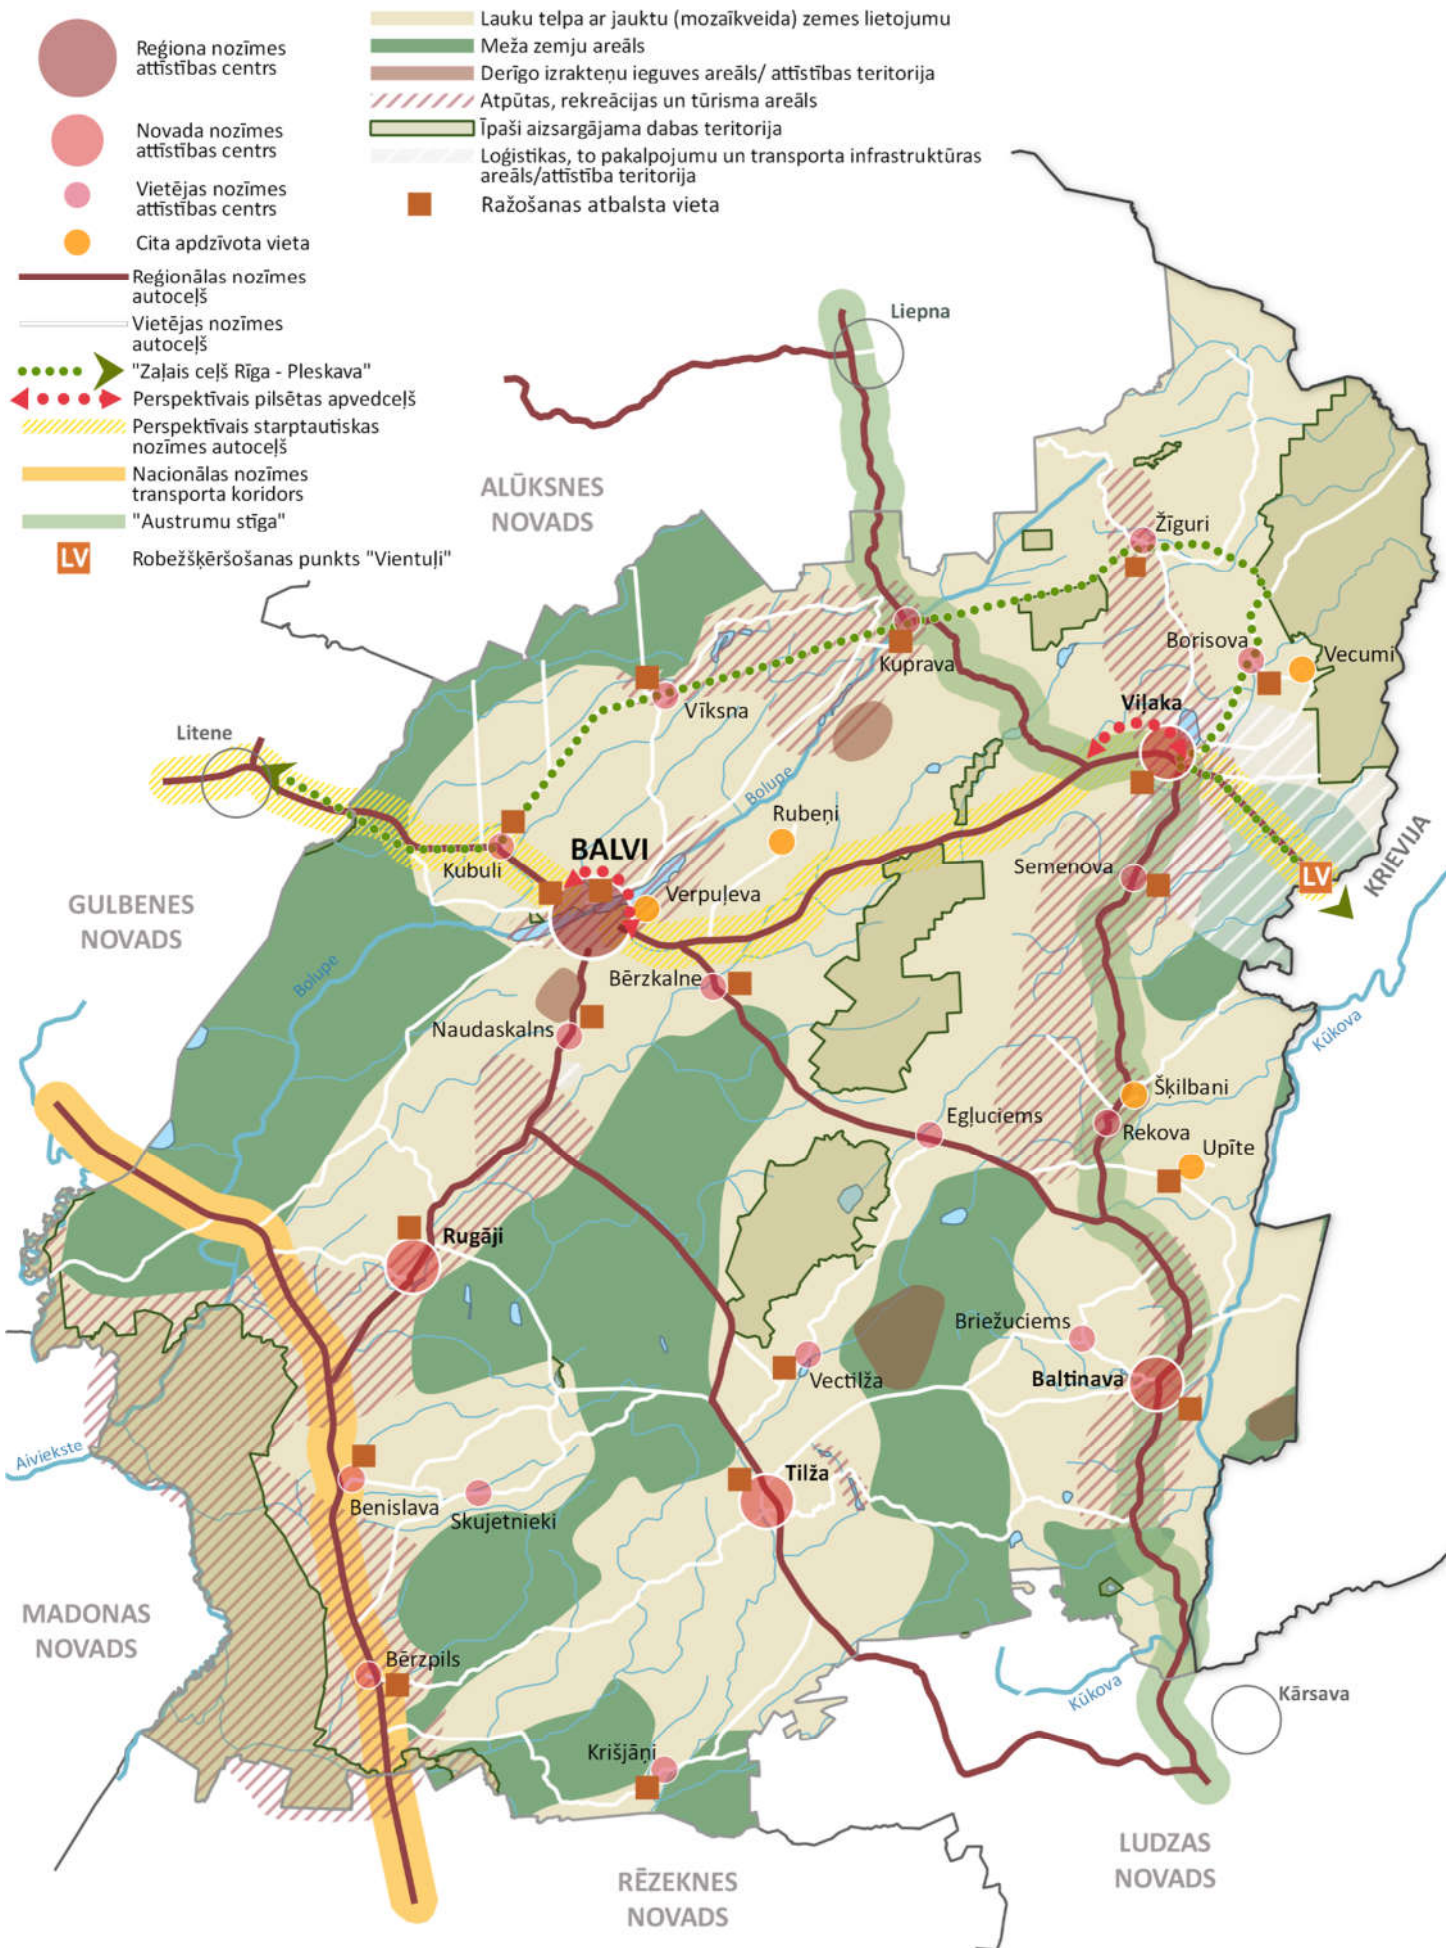 Reģiona nozīmes
attīstības centrs
Novada nozīmes
attīstības centrs
Vietējas nozīmes
attīstības centrs
Cita apdzīvota vieta
Reģionālas nozīmes
autoceļš
Vietējas nozīmes
autoceļš
"Zaļais ceļš Rīga - Pleskava"
Perspektīvais pilsētas apvedceļš
Perspektīvais starptautiskas
nozīmes autoceļš
Nacionālas nozīmes
transporta koridors
"Austrumu stīga"
LV Robežšķēršošanas punkts "Vientuļi"
Lauku telpa ar jauktu (mozaīkveida) zemes lietojumu
Meža zemju areāls
Derīgo izrakteņu ieguves areāls/ attīstības teritorija
Atpūtas, rekreācijas un tūrisma areāls
Īpaši aizsargājama dabas teritorija
Loģistikas, to pakalpojumu un transporta infrastruktūras
areāls/attīstība teritorija
Ražošanas atbalsta vieta
Liepna
ALŪKSNES
NOVADS
Žīguri
Borisova
Vecumi
Kuprava
Vīksna
Viļaka
Litene
Bolupe
Rubeņi
BALVI
Kubuli
Semenova
LV
KRIEVIJA
Verpuļeva
GULBENES
NOVADS
Bērzkalne
Bolupe
Naudaskalns
Kūkova
Šķilbani
Egļuciems
Rekova
Upīte
Rugāji
Briežuciems
Baltinava
Vectilža
Aiviekste
Tilža
Benislava
Skujetnieki
MADONAS
NOVADS
Bērzpils
Kūkova
Kārsava
Krišjāņi
LUDZAS
NOVADS
RĒZEKNES
NOVADS